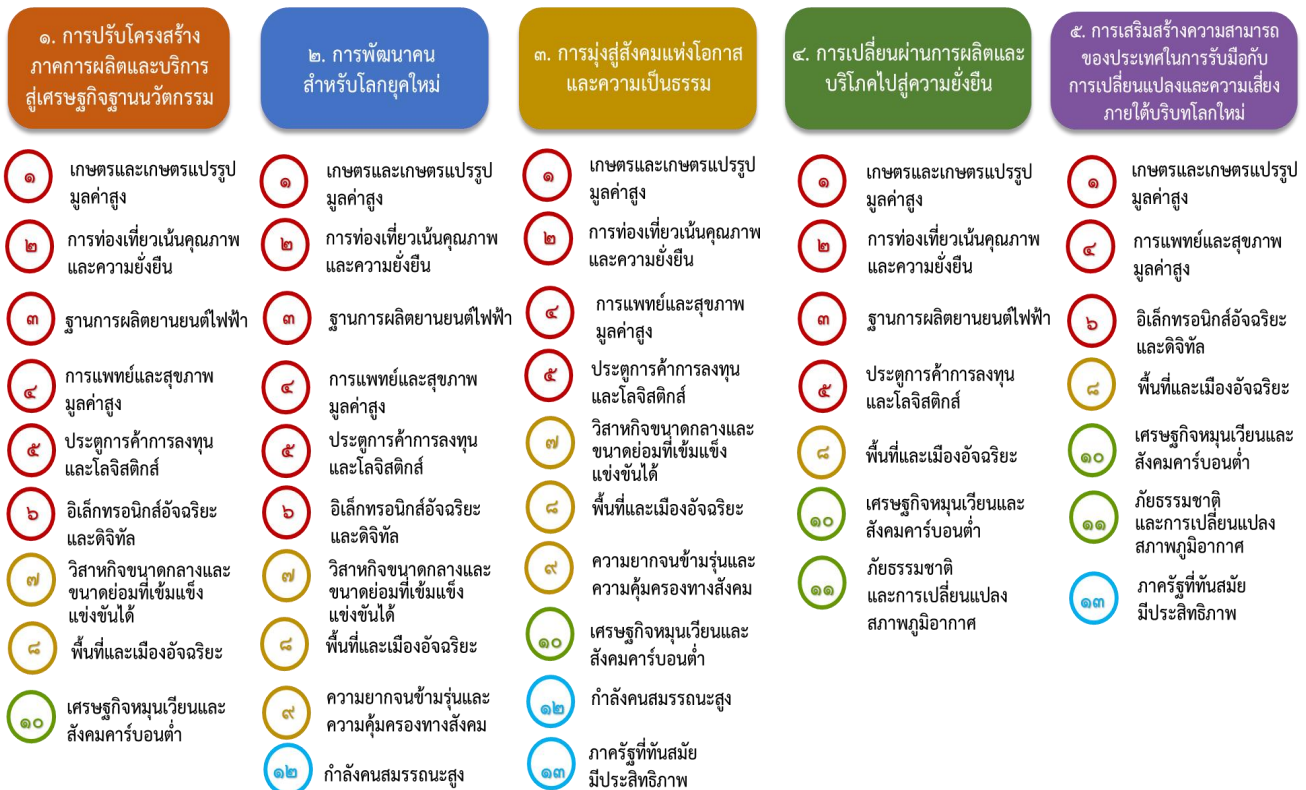 ๑. การปรับโครงสร้าง
ภาคการผลิตและบริการ
สู่เศรษฐกิจฐานนวัตกรรม
๑
เกษตรและเกษตรแปรรูป
มูลค่าสูง
๒
การท่องเที่ยวเน้นคุณภาพ
และความยั่งยืน
๓
ฐานการผลิตยานยนต์ไฟฟ้า
๔
การแพทย์และสุขภาพ
มูลค่าสูง
๕
ประตูการค้าการลงทุน
และโลจิสติกส์
๖
อิเล็กทรอนิกส์อัจฉริยะ
และดิจิทัล
๗
วิสาหกิจขนาดกลางและ
ขนาดย่อมที่เข้มแข็ง
แข่งขันได้
๘
พื้นที่และเมืองอัจฉริยะ
๑๐
เศรษฐกิจหมุนเวียนและ
สังคมคาร์บอนต่ำ
๒. การพัฒนาคน
สำหรับโลกยุคใหม่
๑
เกษตรและเกษตรแปรรูป
มูลค่าสูง
๒
การท่องเที่ยวเน้นคุณภาพ
และความยั่งยืน
๓
ฐานการผลิตยานยนต์ไฟฟ้า
๔
การแพทย์และสุขภาพ
มูลค่าสูง
๕
ประตูการค้าการลงทุน
และโลจิสติกส์
๖
อิเล็กทรอนิกส์อัจฉริยะ
และดิจิทัล
๗
วิสาหกิจขนาดกลางและ
ขนาดย่อมที่เข้มแข็ง
แข่งขันได้
๘
พื้นที่และเมืองอัจฉริยะ
๙
ความยากจนข้ามรุ่นและ
ความคุ้มครองทางสังคม
๑๒
กำลังคนสมรรถนะสูง
๓. การมุ่งสู่สังคมแห่งโอกาส
และความเป็นธรรม
๑
เกษตรและเกษตรแปรรูป
มูลค่าสูง
๒
การท่องเที่ยวเน้นคุณภาพ
และความยั่งยืน
๔
การแพทย์และสุขภาพ
มูลค่าสูง
๕
ประตูการค้าการลงทุน
และโลจิสติกส์
๗
วิสาหกิจขนาดกลางและ
ขนาดย่อมที่เข้มแข็ง
แข่งขันได้
๘
พื้นที่และเมืองอัจฉริยะ
๙
ความยากจนข้ามรุ่นและ
ความคุ้มครองทางสังคม
๑๐
เศรษฐกิจหมุนเวียนและ
สังคมคาร์บอนต่ำ
๑๒
กำลังคนสมรรถนะสูง
๑๓
ภาครัฐที่ทันสมัย
มีประสิทธิภาพ
๔. การเปลี่ยนผ่านการผลิตและ
บริโภคไปสู่ความยั่งยืน
๑
เกษตรและเกษตรแปรรูป
มูลค่าสูง
๒
การท่องเที่ยวเน้นคุณภาพ
และความยั่งยืน
๓
ฐานการผลิตยานยนต์ไฟฟ้า
๕
ประตูการค้าการลงทุน
และโลจิสติกส์
๘
พื้นที่และเมืองอัจฉริยะ
๑๐
เศรษฐกิจหมุนเวียนและ
สังคมคาร์บอนต่ำ
๑๑
ภัยธรรมชาติ
และการเปลี่ยนแปลง
สภาพภูมิอากาศ
๕. การเสริมสร้างความสามารถ
ของประเทศในการรับมือกับ
การเปลี่ยนแปลงและความเสี่ยง
ภายใต้บริบทโลกใหม่
๑
เกษตรและเกษตรแปรรูป
มูลค่าสูง
๔
การแพทย์และสุขภาพ
มูลค่าสูง
๖
อิเล็กทรอนิกส์อัจฉริยะ
และดิจิทัล
๘
พื้นที่และเมืองอัจฉริยะ
๑๐
เศรษฐกิจหมุนเวียนและ
สังคมคาร์บอนต่ำ
๑๑
ภัยธรรมชาติ
และการเปลี่ยนแปลง
สภาพภูมิอากาศ
๑๓
ภาครัฐที่ทันสมัย
มีประสิทธิภาพ